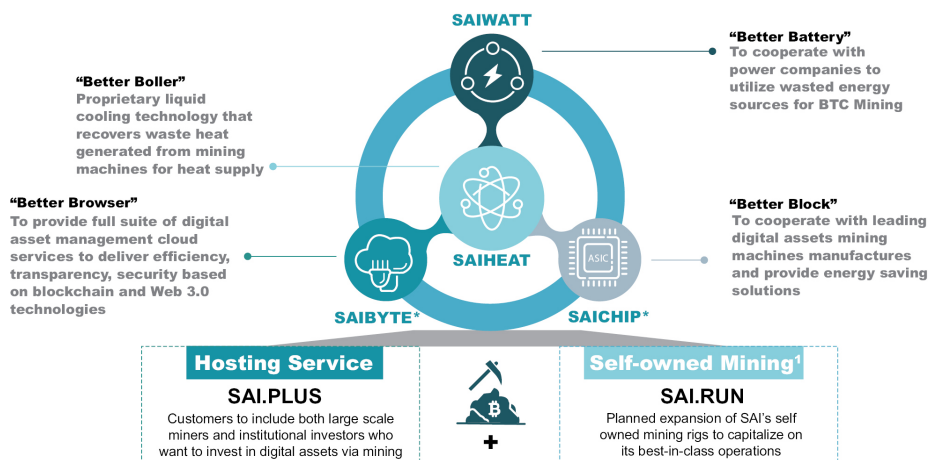 SAIWATT
“Better Battery”
To cooperate with
power companies to
utilize wasted energy
sources for BTC Mining
“Better Boller”
Proprietary liquid
cooling technology that
recovers waste heat
generated from mining
machines for heat supply
“Better Browser”
To provide full suite of digital
asset management cloud
services to deliver efficiency,
transparency, security based
on blockchain and Web 3.0
technologies
“Better Block”
To cooperate with leading
digital assets mining
machines manufactures
and provide energy saving
solutions
SAIHEAT
ASIC
SAIBYTE*
SAICHIP*
Hosting Service
SAI.PLUS
Customers to include both large scale
miners and institutional investors who
want to invest in digital assets via mining
B
+
Self-owned Mining¹
SAI.RUN
Planned expansion of SAI’s self
owned mining rigs to capitalize on
its best-in-class operations